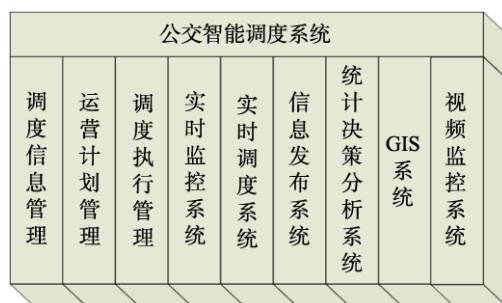 公交智能调度系统
调度信息管理
运营计划管理
调度执行管理
实时监控系统
实时调度系统
信息发布系统
统计决策分析系统
GIS系统
视频监控系统